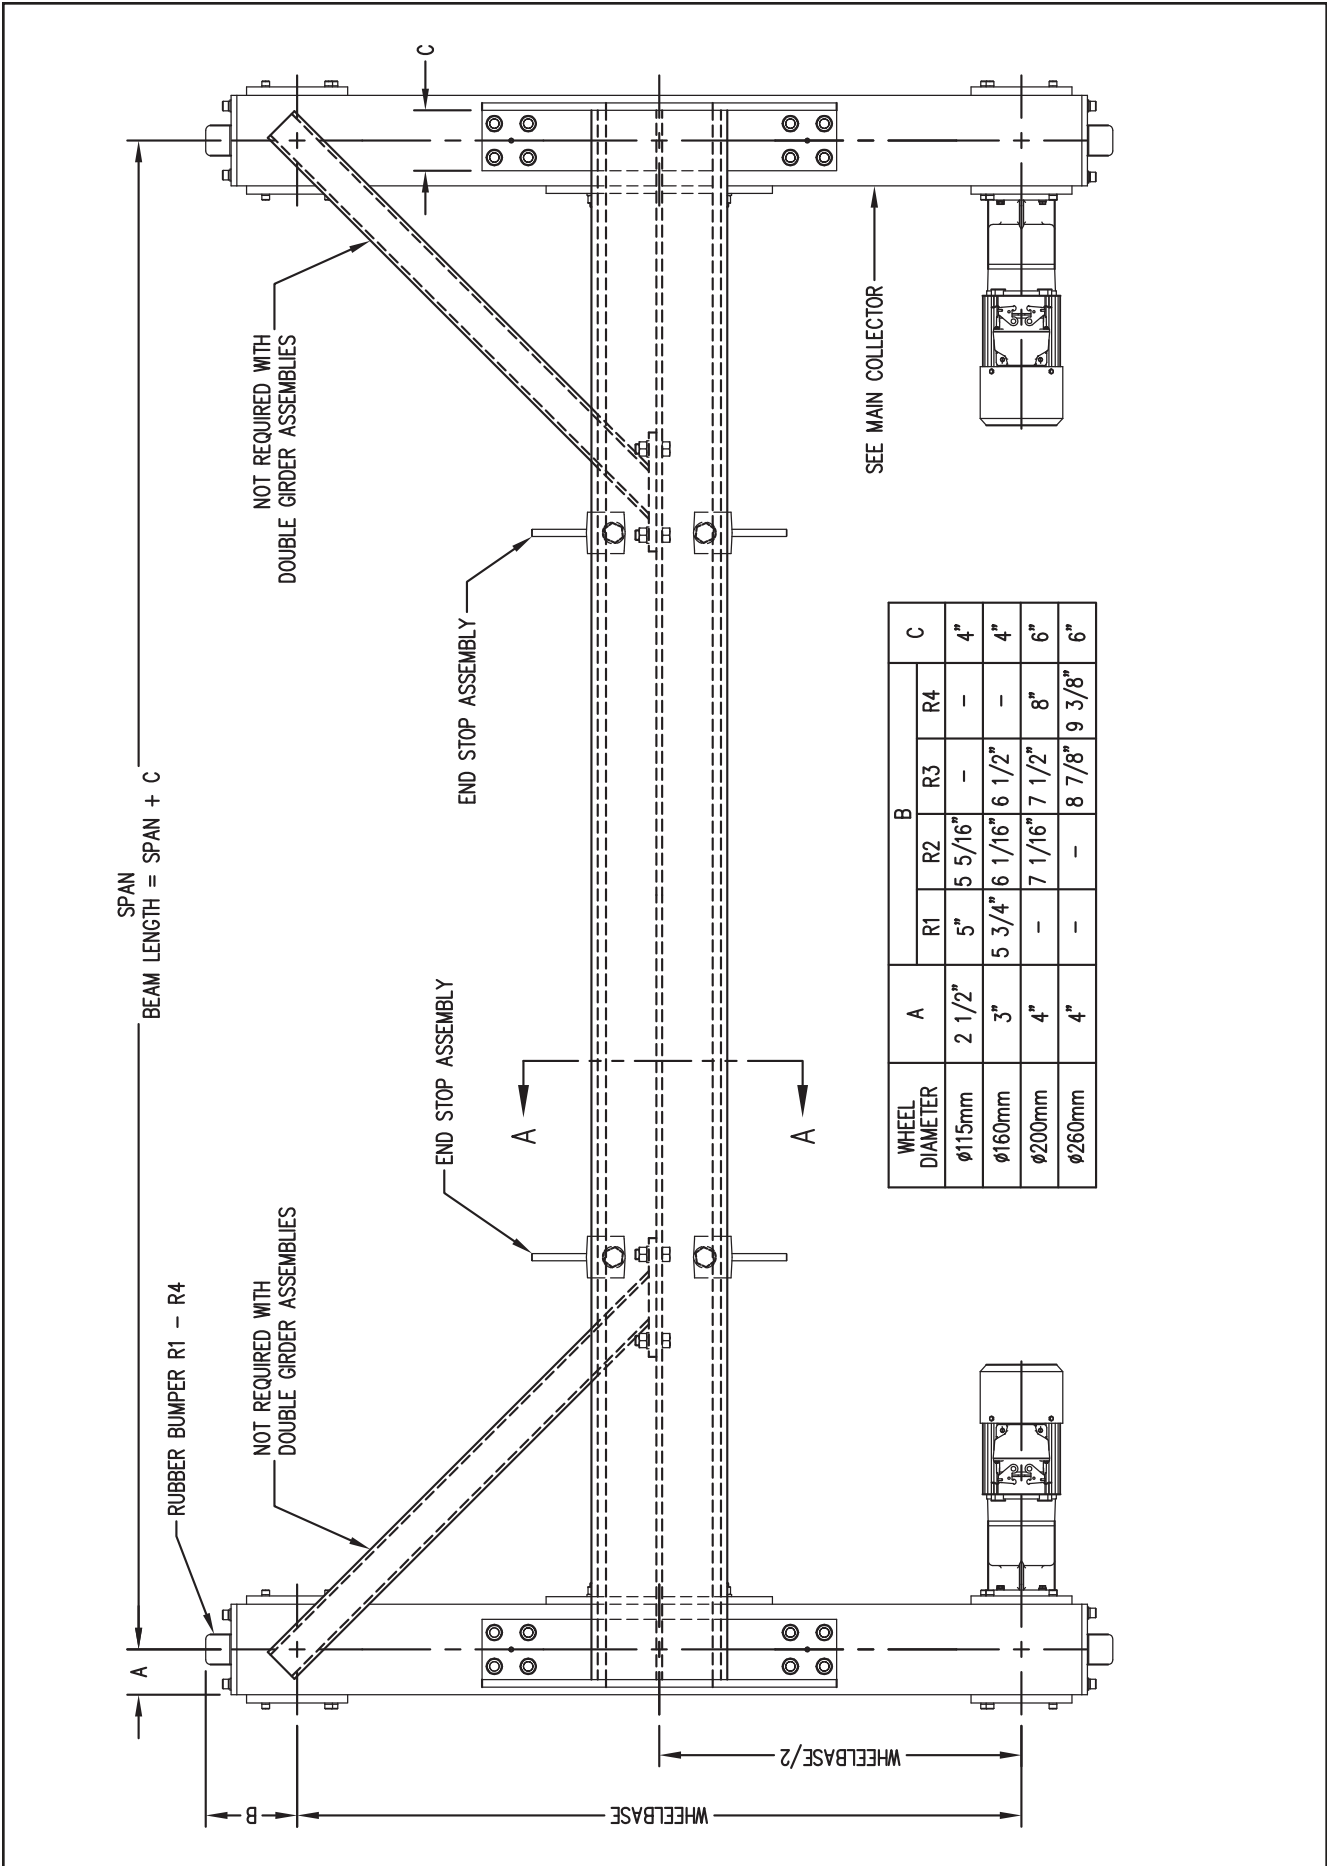 SPAN
BEAM LENGTH = SPAN + C
A
C
RUBBER BUMPER R1 - R4
B
NOT REQUIRED WITH
DOUBLE GIRDER ASSEMBLIES
NOT REQUIRED WITH
DOUBLE GIRDER ASSEMBLIES
END STOP ASSEMBLY
END STOP ASSEMBLY
A
A
WHEELBASE
WHEELBASE/2
SEE MAIN COLLECTOR
WHEEL DIAMETER A B C
R1 R2 R3 R4
ø115mm 2 1/2" 5" 5 5/16" - - 4"
ø160mm 3" 5 3/4" 6 1/16" 6 1/2" - 4"
ø200mm 4" - 7 1/16" 7 1/2" 8" 6"
ø260mm 4" - - 8 7/8" 9 3/8" 6"